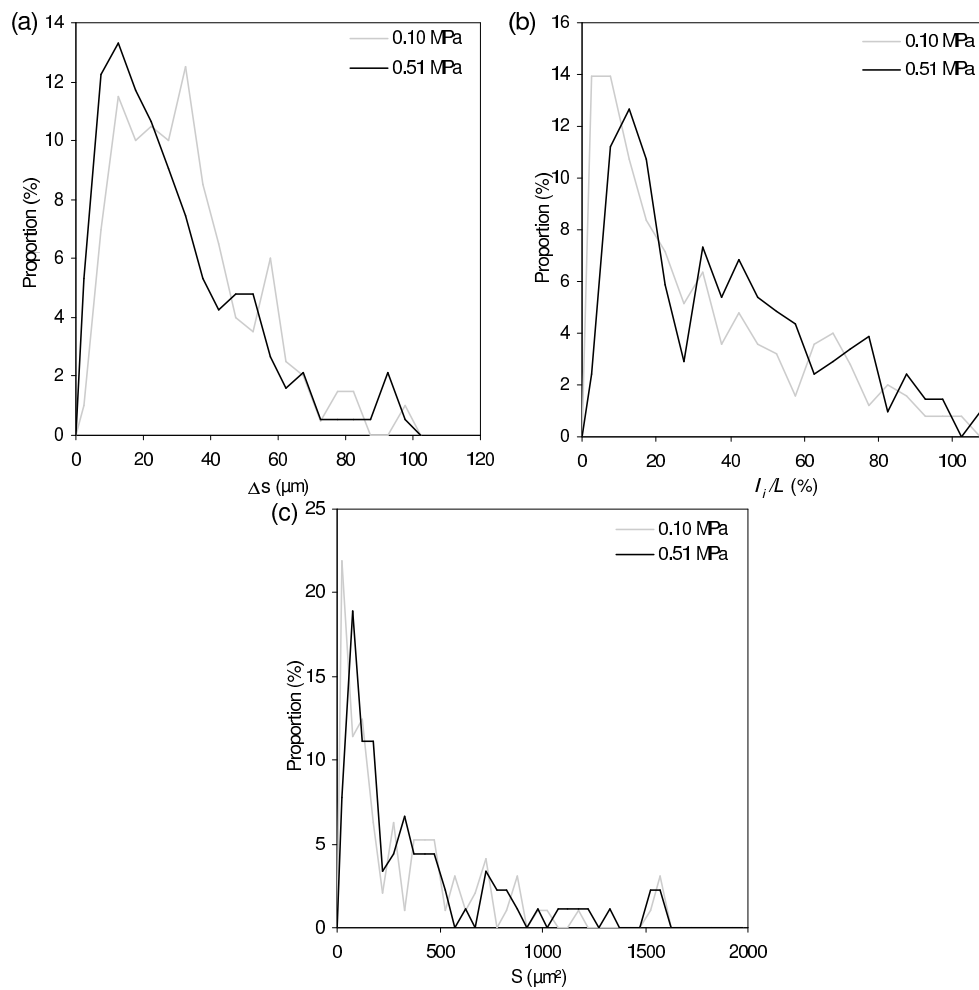 (a)
14
12
10
8
6
4
2
0
Proportion (%)
0 20 40 60 80 100 120
Δs (μm)
0.10 MPa
0.51 MPa
(b)
16
14
12
10
8
6
4
2
0
Proportion (%)
0 20 40 60 80 100
l_i/L (%)
0.10 MPa
0.51 MPa
(c)
25
20
15
10
5
0
Proportion (%)
0 500 1000 1500 2000
S (μm²)
0.10 MPa
0.51 MPa